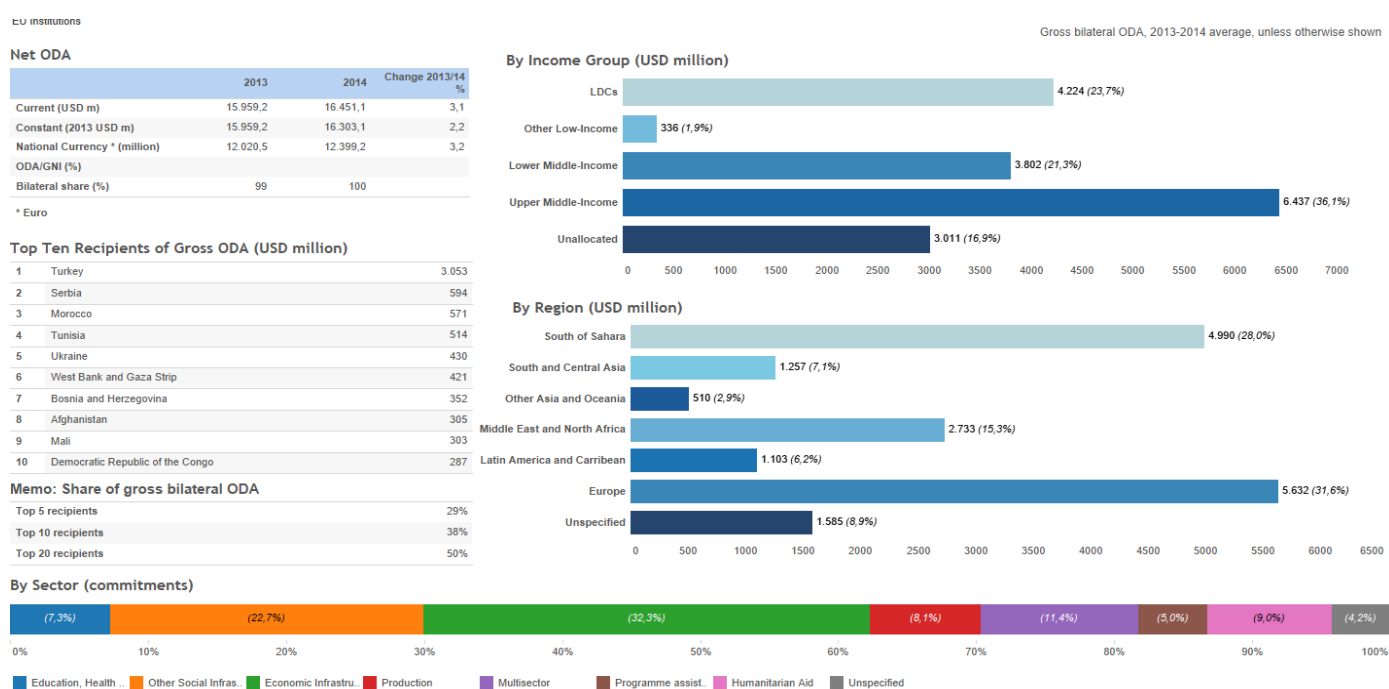 EU Institutions
Gross bilateral ODA, 2013-2014 average, unless otherwise shown
Net ODA
2013 2014 Change 2013/14 %
Current (USD m) 15.959,2 16.451,1 3,1
Constant (2013 USD m) 15.959,2 16.303,1 2,2
National Currency * (million) 12.020,5 12.399,2 3,2
ODA/GNI (%)
Bilateral share (%) 99 100
* Euro
Top Ten Recipients of Gross ODA (USD million)
1 Turkey 3.053
2 Serbia 594
3 Morocco 571
4 Tunisia 514
5 Ukraine 430
6 West Bank and Gaza Strip 421
7 Bosnia and Herzegovina 352
8 Afghanistan 305
9 Mali 303
10 Democratic Republic of the Congo 287
Memo: Share of gross bilateral ODA
Top 5 recipients 29%
Top 10 recipients 38%
Top 20 recipients 50%
By Income Group (USD million)
LDCs 4.224 (23,7%)
Other Low-Income 336 (1,9%)
Lower Middle-Income 3.802 (21,3%)
Upper Middle-Income 6.437 (36,1%)
Unallocated 3.011 (16,9%)
0 500 1000 1500 2000 2500 3000 3500 4000 4500 5000 5500 6000 6500 7000
By Region (USD million)
South of Sahara 4.990 (28,0%)
South and Central Asia 1.257 (7,1%)
Other Asia and Oceania 510 (2,9%)
Middle East and North Africa 2.733 (15,3%)
Latin America and Carribean 1.103 (6,2%)
Europe 5.632 (31,6%)
Unspecified 1.585 (8,9%)
0 500 1000 1500 2000 2500 3000 3500 4000 4500 5000 5500 6000 6500
By Sector (commitments)
(7,3%) (22,7%) (32,3%) (8,1%) (11,4%) (5,0%) (9,0%) (4,2%)
0% 10% 20% 30% 40% 50% 60% 70% 80% 90% 100%
Education, Health .. Other Social Infras.. Economic Infrastru.. Production Multisector Programme assist.. Humanitarian Aid Unspecified